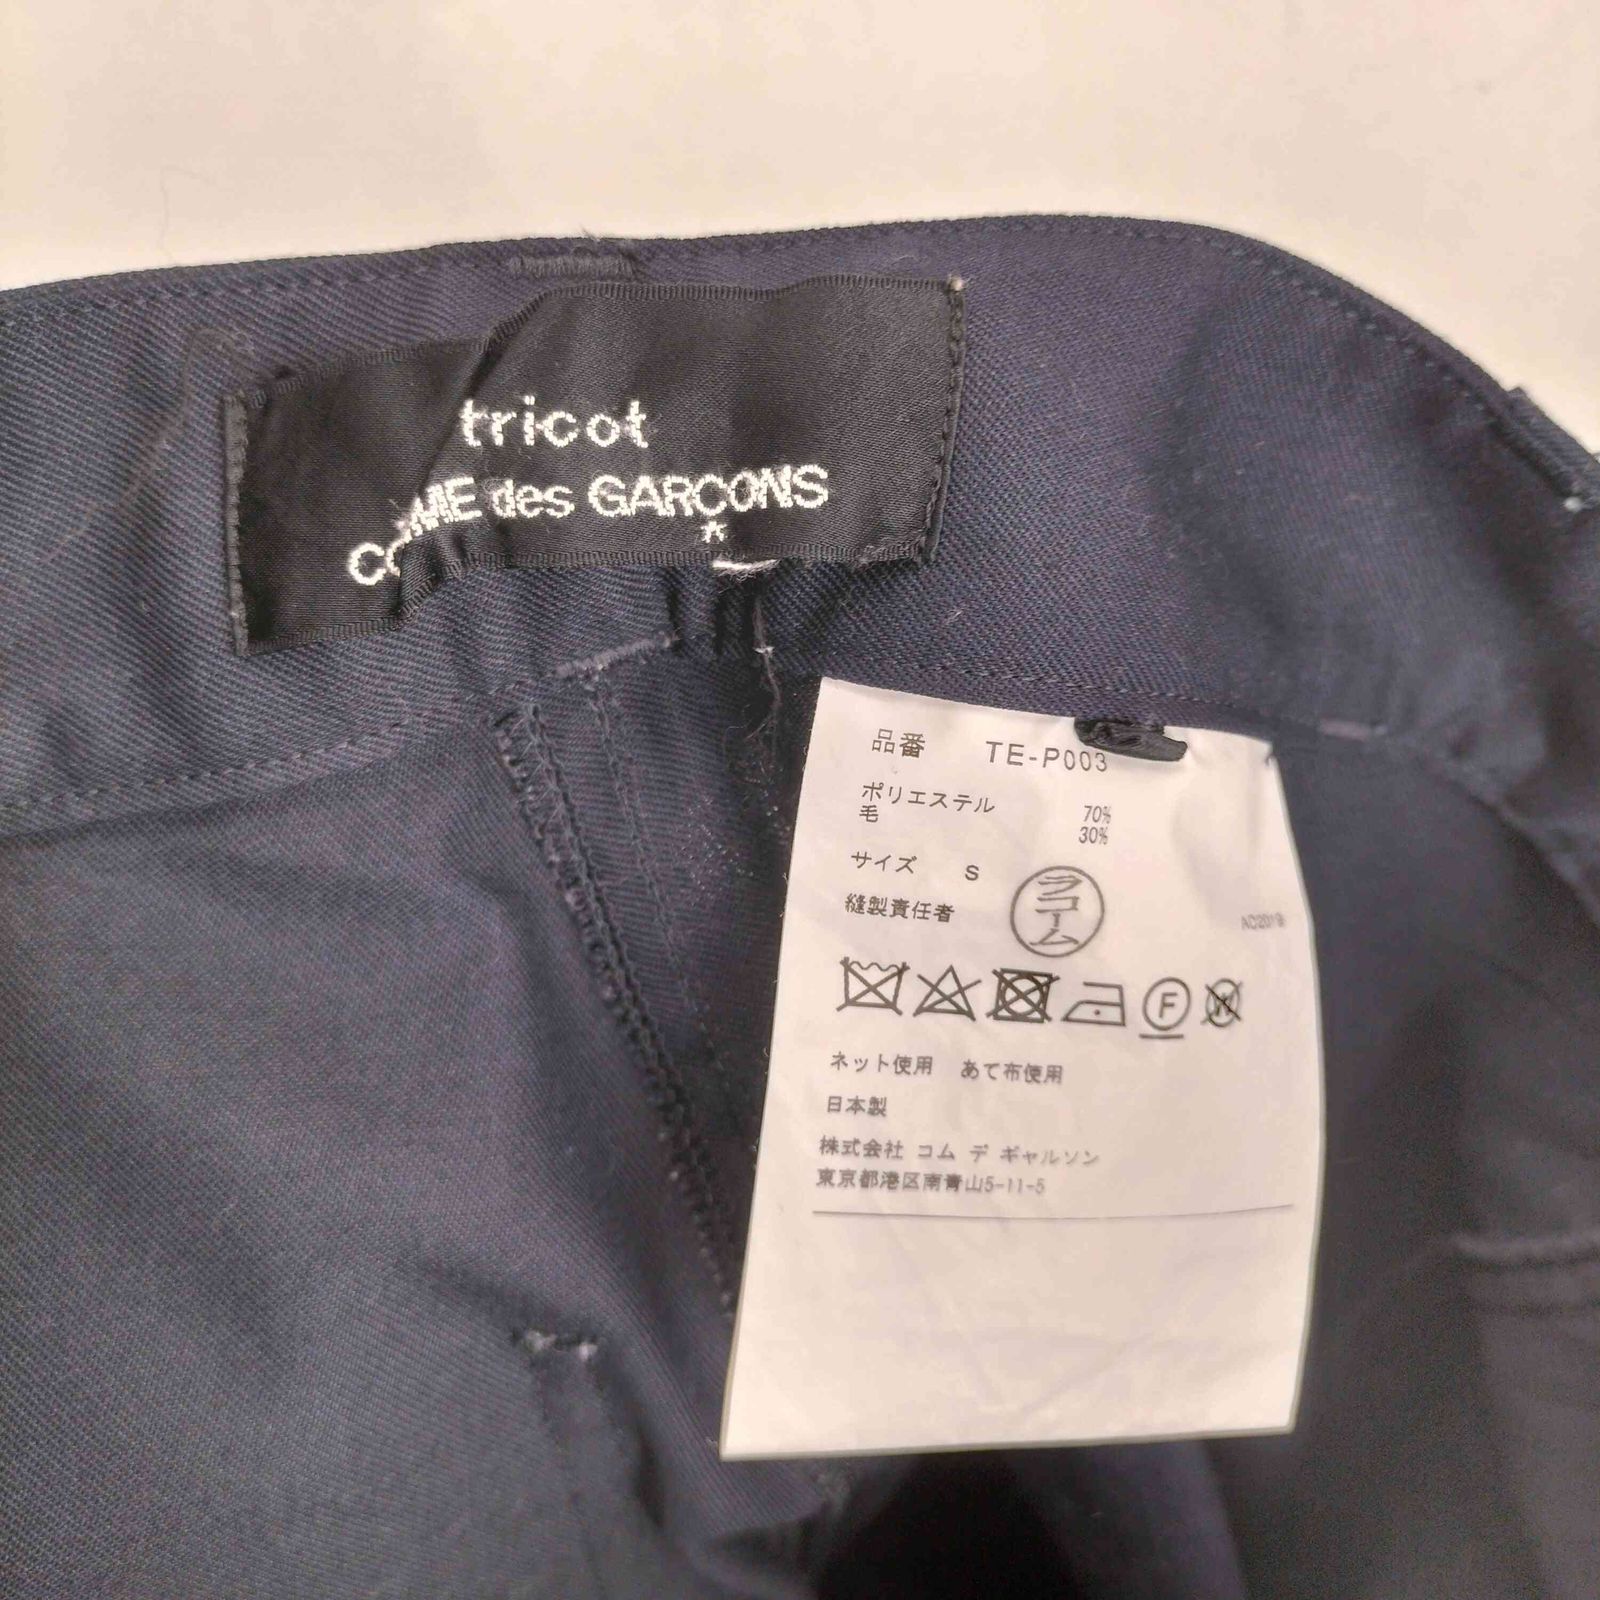 tricot
COMME des GARÇONS
*
品番 TE-P003
ポリエステル 70%
毛 30%
サイズ S
縫製責任者 ラコーム
AC2019
F W
ネット使用 あて布使用
日本製
株式会社 コム デ ギャルソン
東京都港区南青山5-11-5